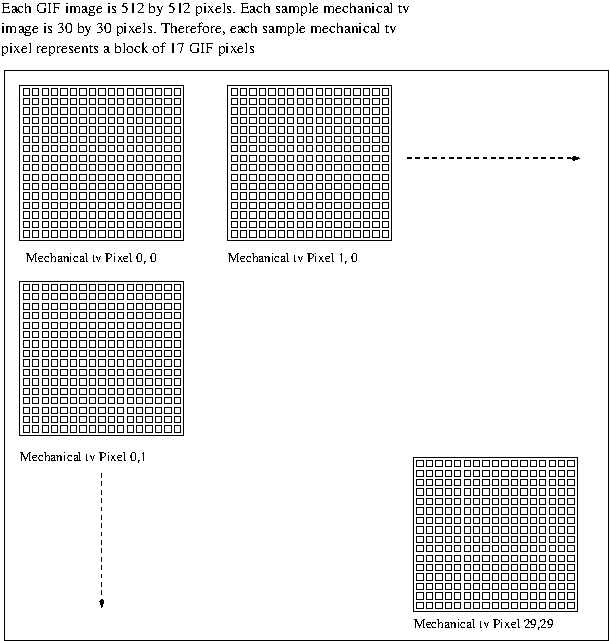 Each GIF image is 512 by 512 pixels. Each sample mechanical tv
image is 30 by 30 pixels. Therefore, each sample mechanical tv
pixel represents a block of 17 GIF pixels
Mechanical tv Pixel 0, 0
Mechanical tv Pixel 1, 0
Mechanical tv Pixel 0,1
Mechanical tv Pixel 29,29